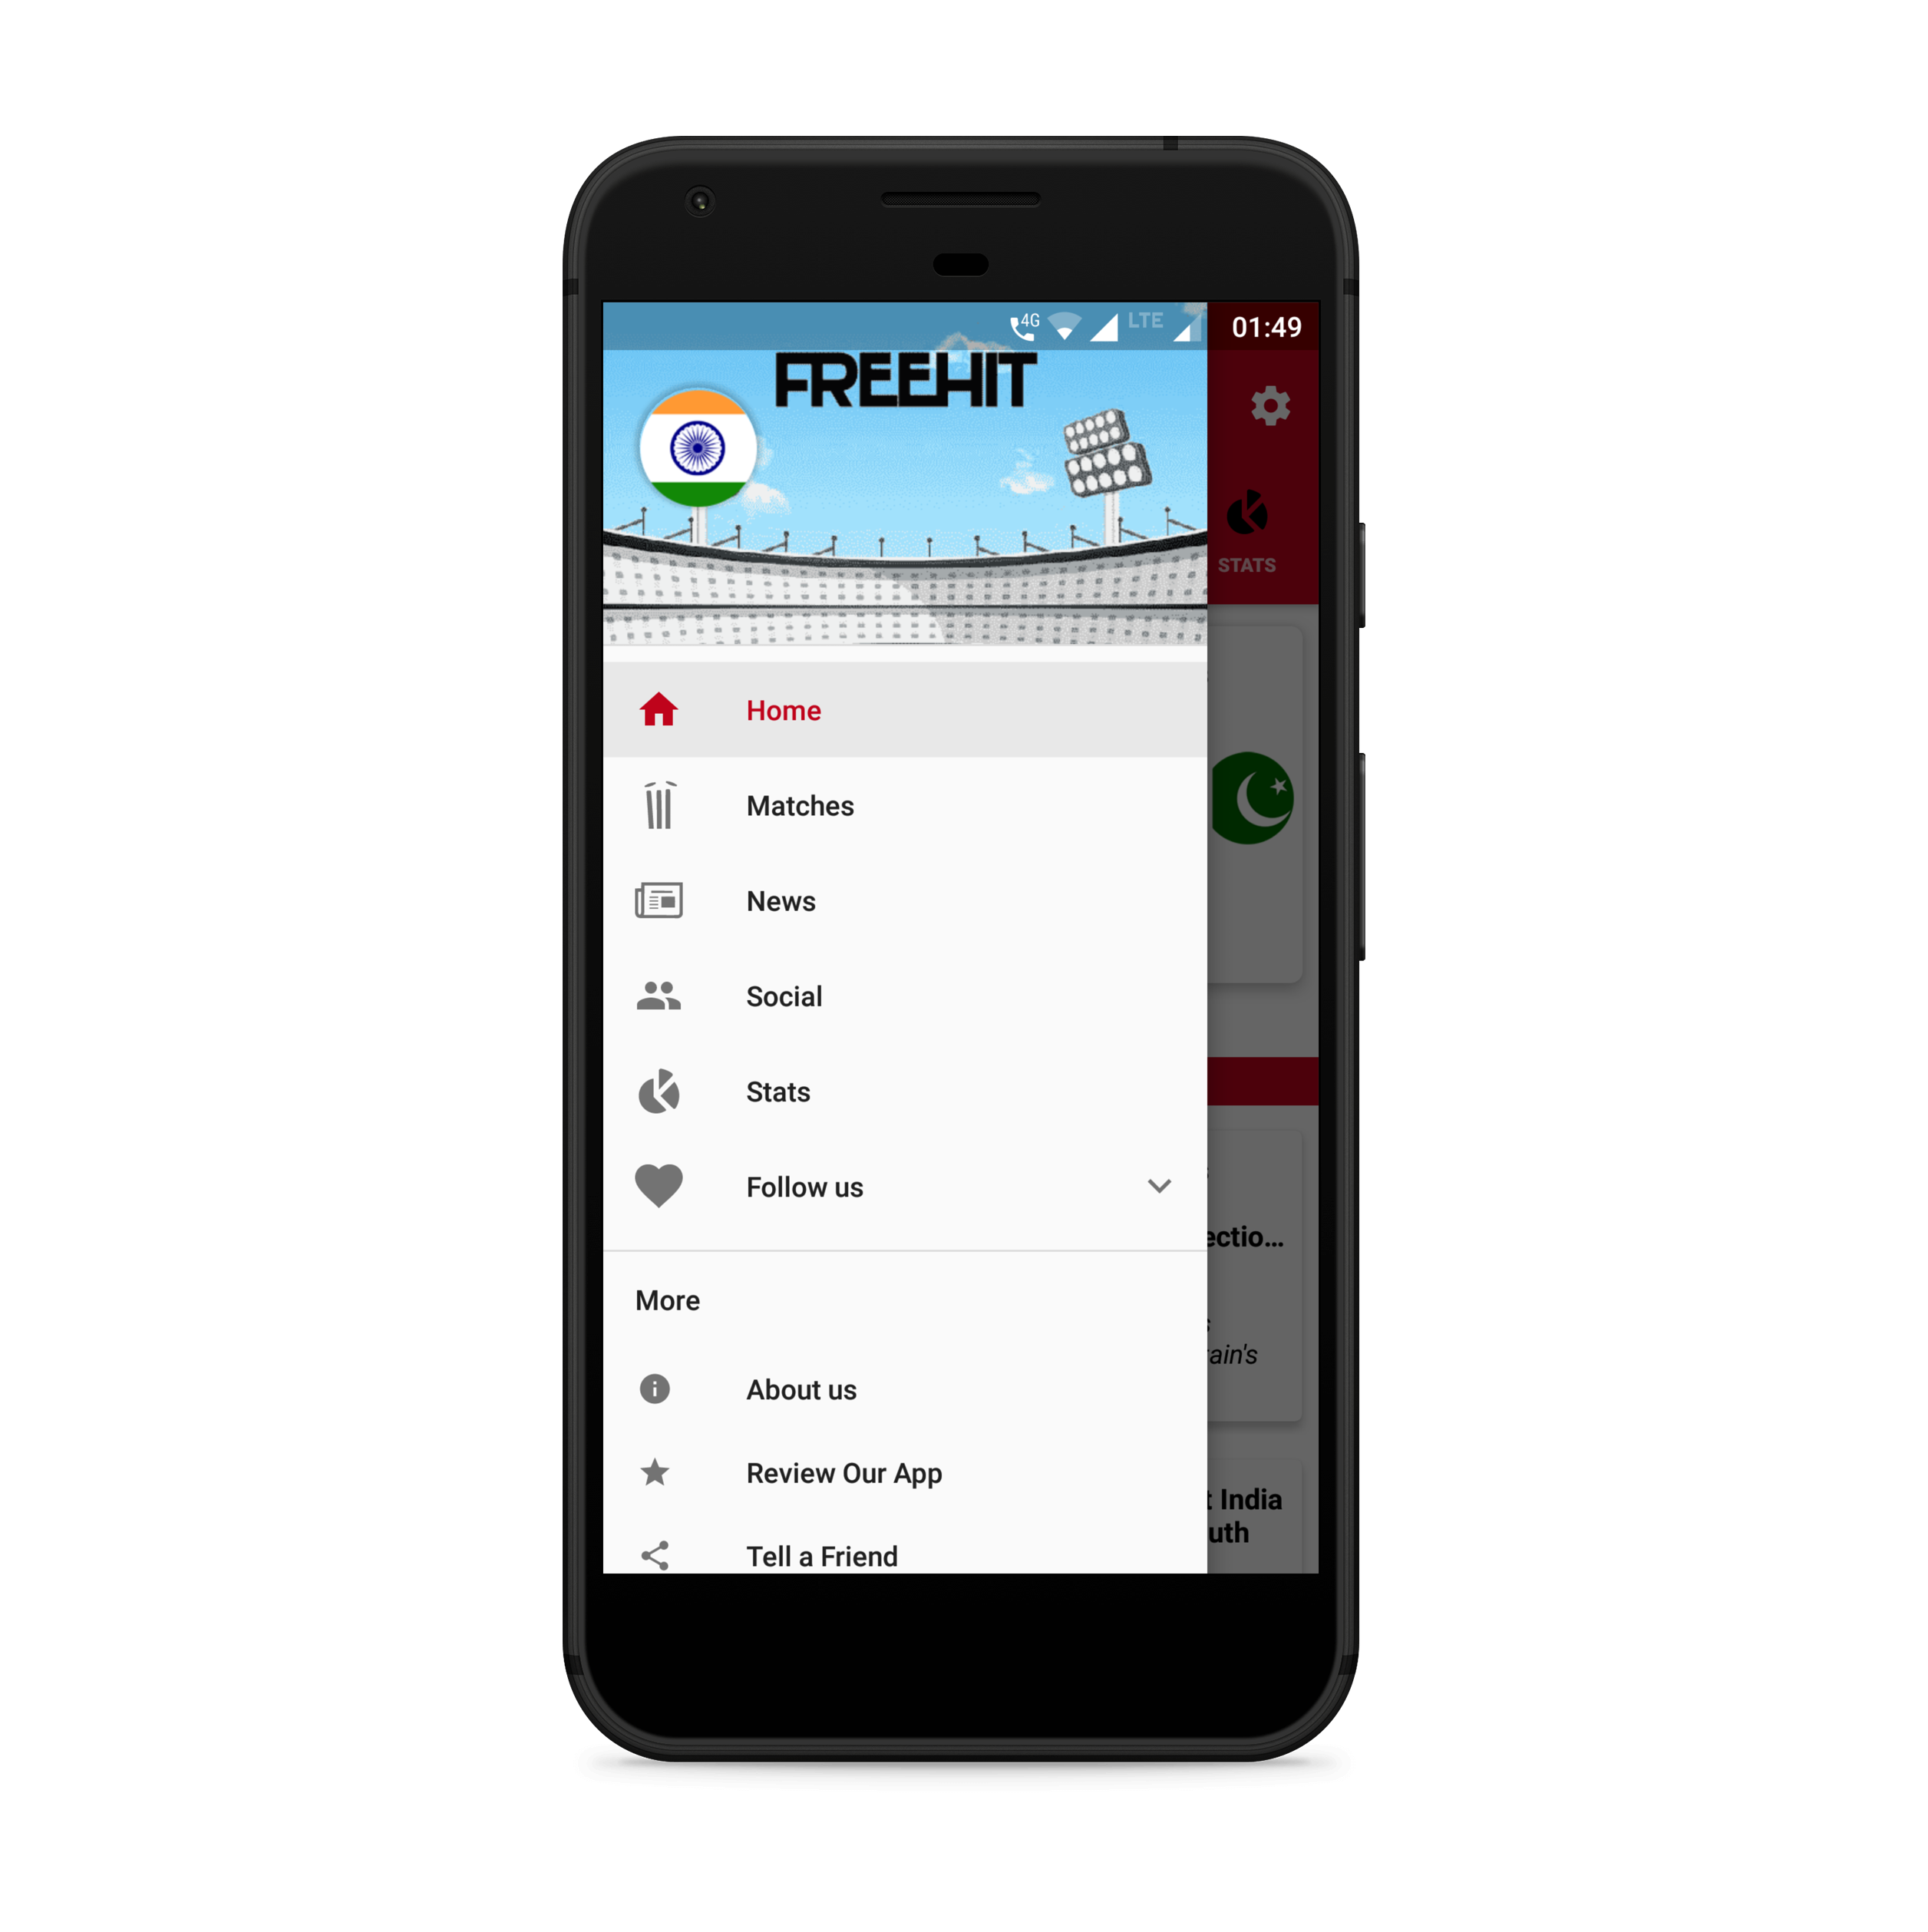 4G
LTE
01:49
FREEHIT
STATS
Home
Matches
News
Social
Stats
Follow us
ectio...
More
ain's
About us
Review Our App
India
uth
Tell a Friend